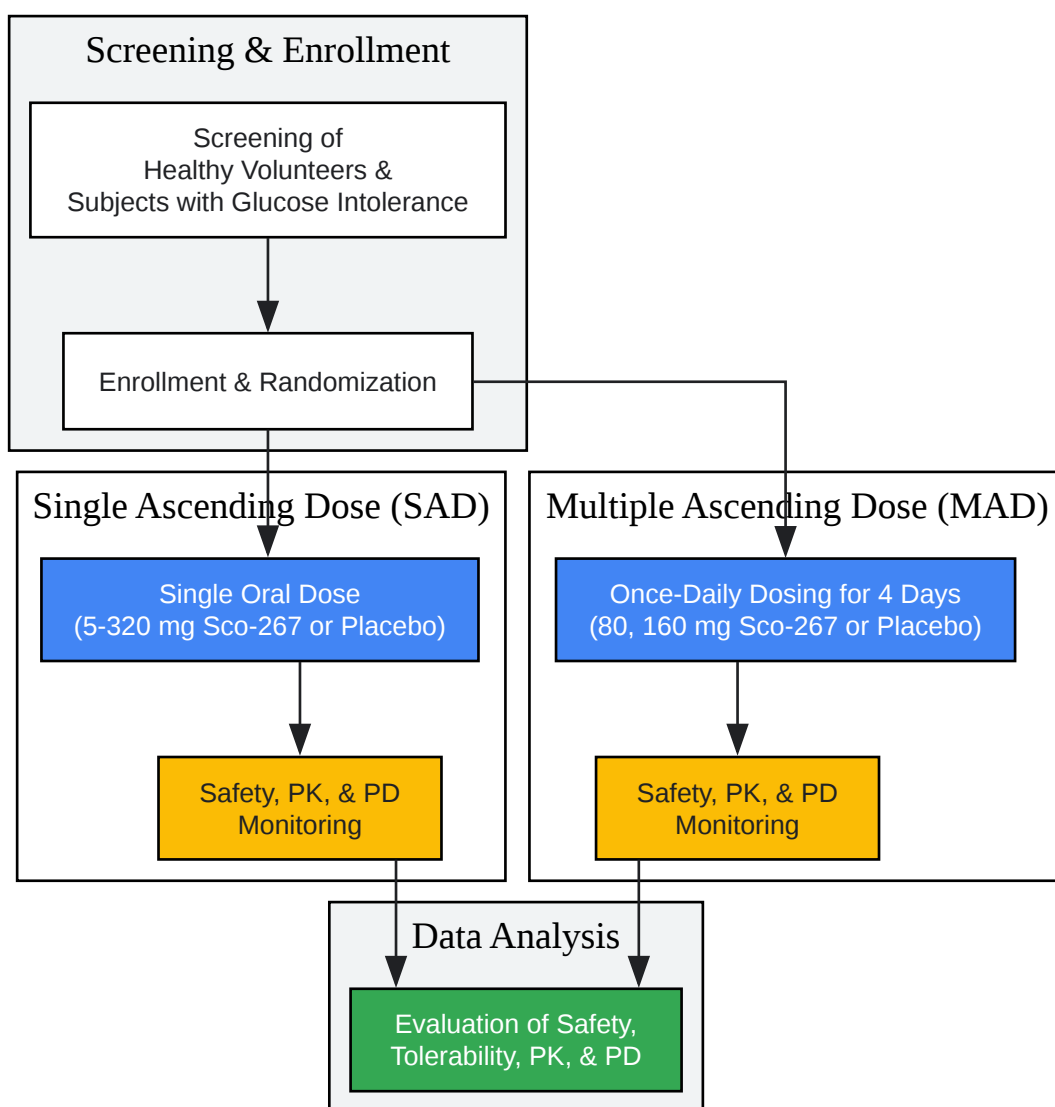 Screening & Enrollment
Screening of
Healthy Volunteers &
Subjects with Glucose Intolerance
Enrollment & Randomization
Single Ascending Dose (SAD)
Single Oral Dose
(5-320 mg Sco-267 or Placebo)
Safety, PK, & PD
Monitoring
Multiple Ascending Dose (MAD)
Once-Daily Dosing for 4 Days
(80, 160 mg Sco-267 or Placebo)
Safety, PK, & PD
Monitoring
Data Analysis
Evaluation of Safety,
Tolerability, PK, & PD